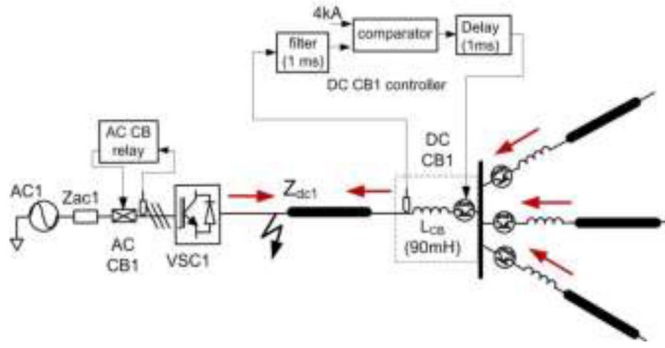 4kA
filter
(1 ms)
comparator
Delay
(1ms)
DC CB1 controller
AC CB
relay
DC
CB1
AC1
Zac1
Zdc1
LCB
(90mH)
AC
CB1
VSC1